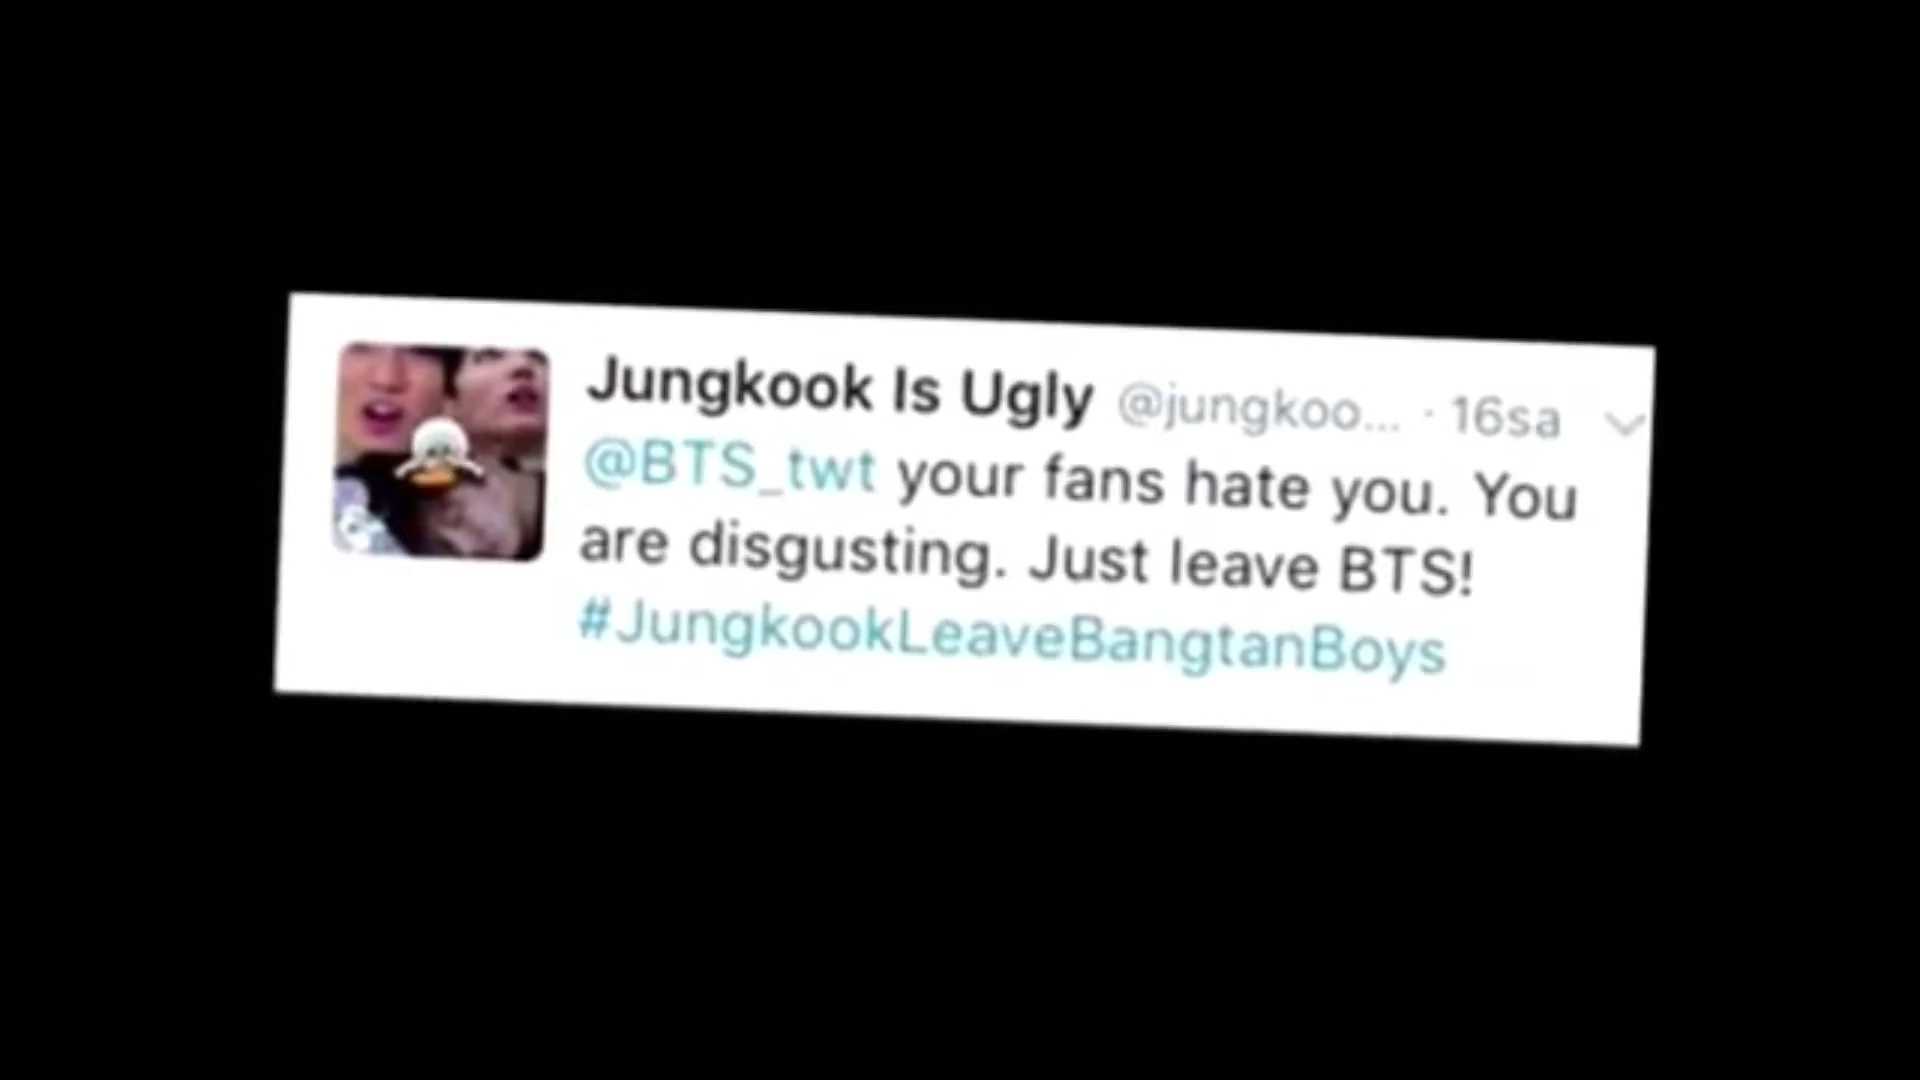 Jungkook Is Ugly @jungkoo... · 16sa
@BTS_twt your fans hate you. You
are disgusting. Just leave BTS!
#JungkookLeaveBangtanBoys